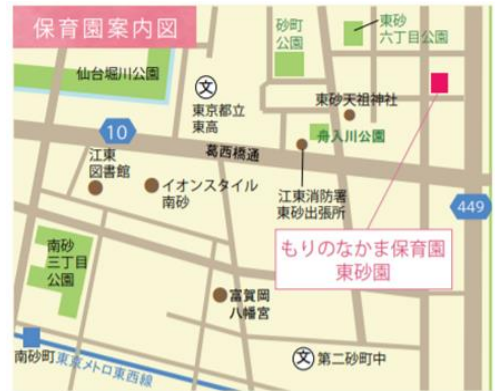 保育園案内図
砂町
公園
東砂
六丁目公園
仙台堀川公園
文
東京都立
東高
東砂天祖神社
舟入川公園
10
葛西橋通
江東
図書館
イオンスタイル
南砂
江東消防署
東砂出張所
449
もりのなかま保育園
東砂園
南砂
三丁目
公園
富賀岡
八幡宮
南砂町
東京メトロ東西線
文
第二砂町中